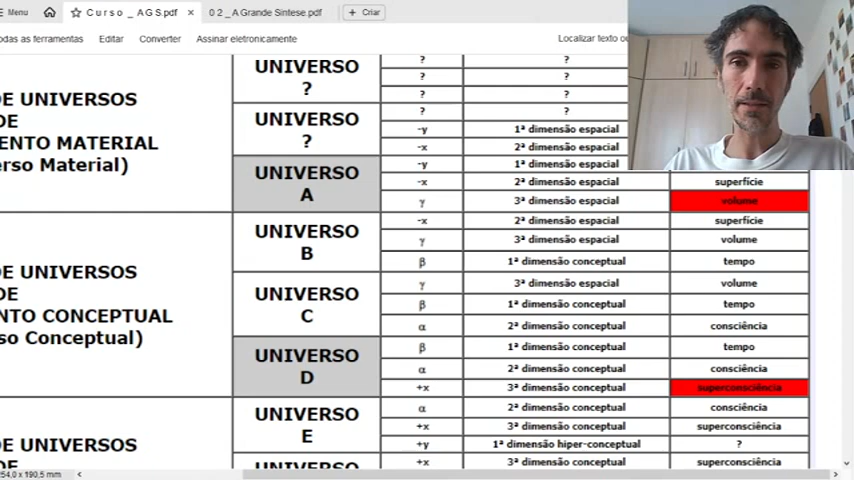 Menu
C u r s o _ A G S.pdf
0 2 _ A Grande Síntese.pdf
+ Criar
odas as ferramentas
Editar
Converter
Assinar eletronicamente
Localizar texto ou
DE UNIVERSOS
DE
ENTO MATERIAL
erso Material)
UNIVERSO
?
? ?
? ?
? ?
UNIVERSO
?
? ?
-y 1ª dimensão espacial
-x 2ª dimensão espacial
UNIVERSO
A
-y 1ª dimensão espacial
-x 2ª dimensão espacial superfície
γ 3ª dimensão espacial volume
DE UNIVERSOS
DE
NTO CONCEPTUAL
so Conceptual)
UNIVERSO
B
-x 2ª dimensão espacial superfície
γ 3ª dimensão espacial volume
β 1ª dimensão conceptual tempo
UNIVERSO
C
γ 3ª dimensão espacial volume
β 1ª dimensão conceptual tempo
α 2ª dimensão conceptual consciência
UNIVERSO
D
β 1ª dimensão conceptual tempo
α 2ª dimensão conceptual consciência
+x 3ª dimensão conceptual superconsciência
DE UNIVERSOS
DE
UNIVERSO
E
α 2ª dimensão conceptual consciência
+x 3ª dimensão conceptual superconsciência
+y 1ª dimensão hiper-conceptual ?
UNIVERSO
+x 3ª dimensão conceptual superconsciência
254,0 x 190,5 mm